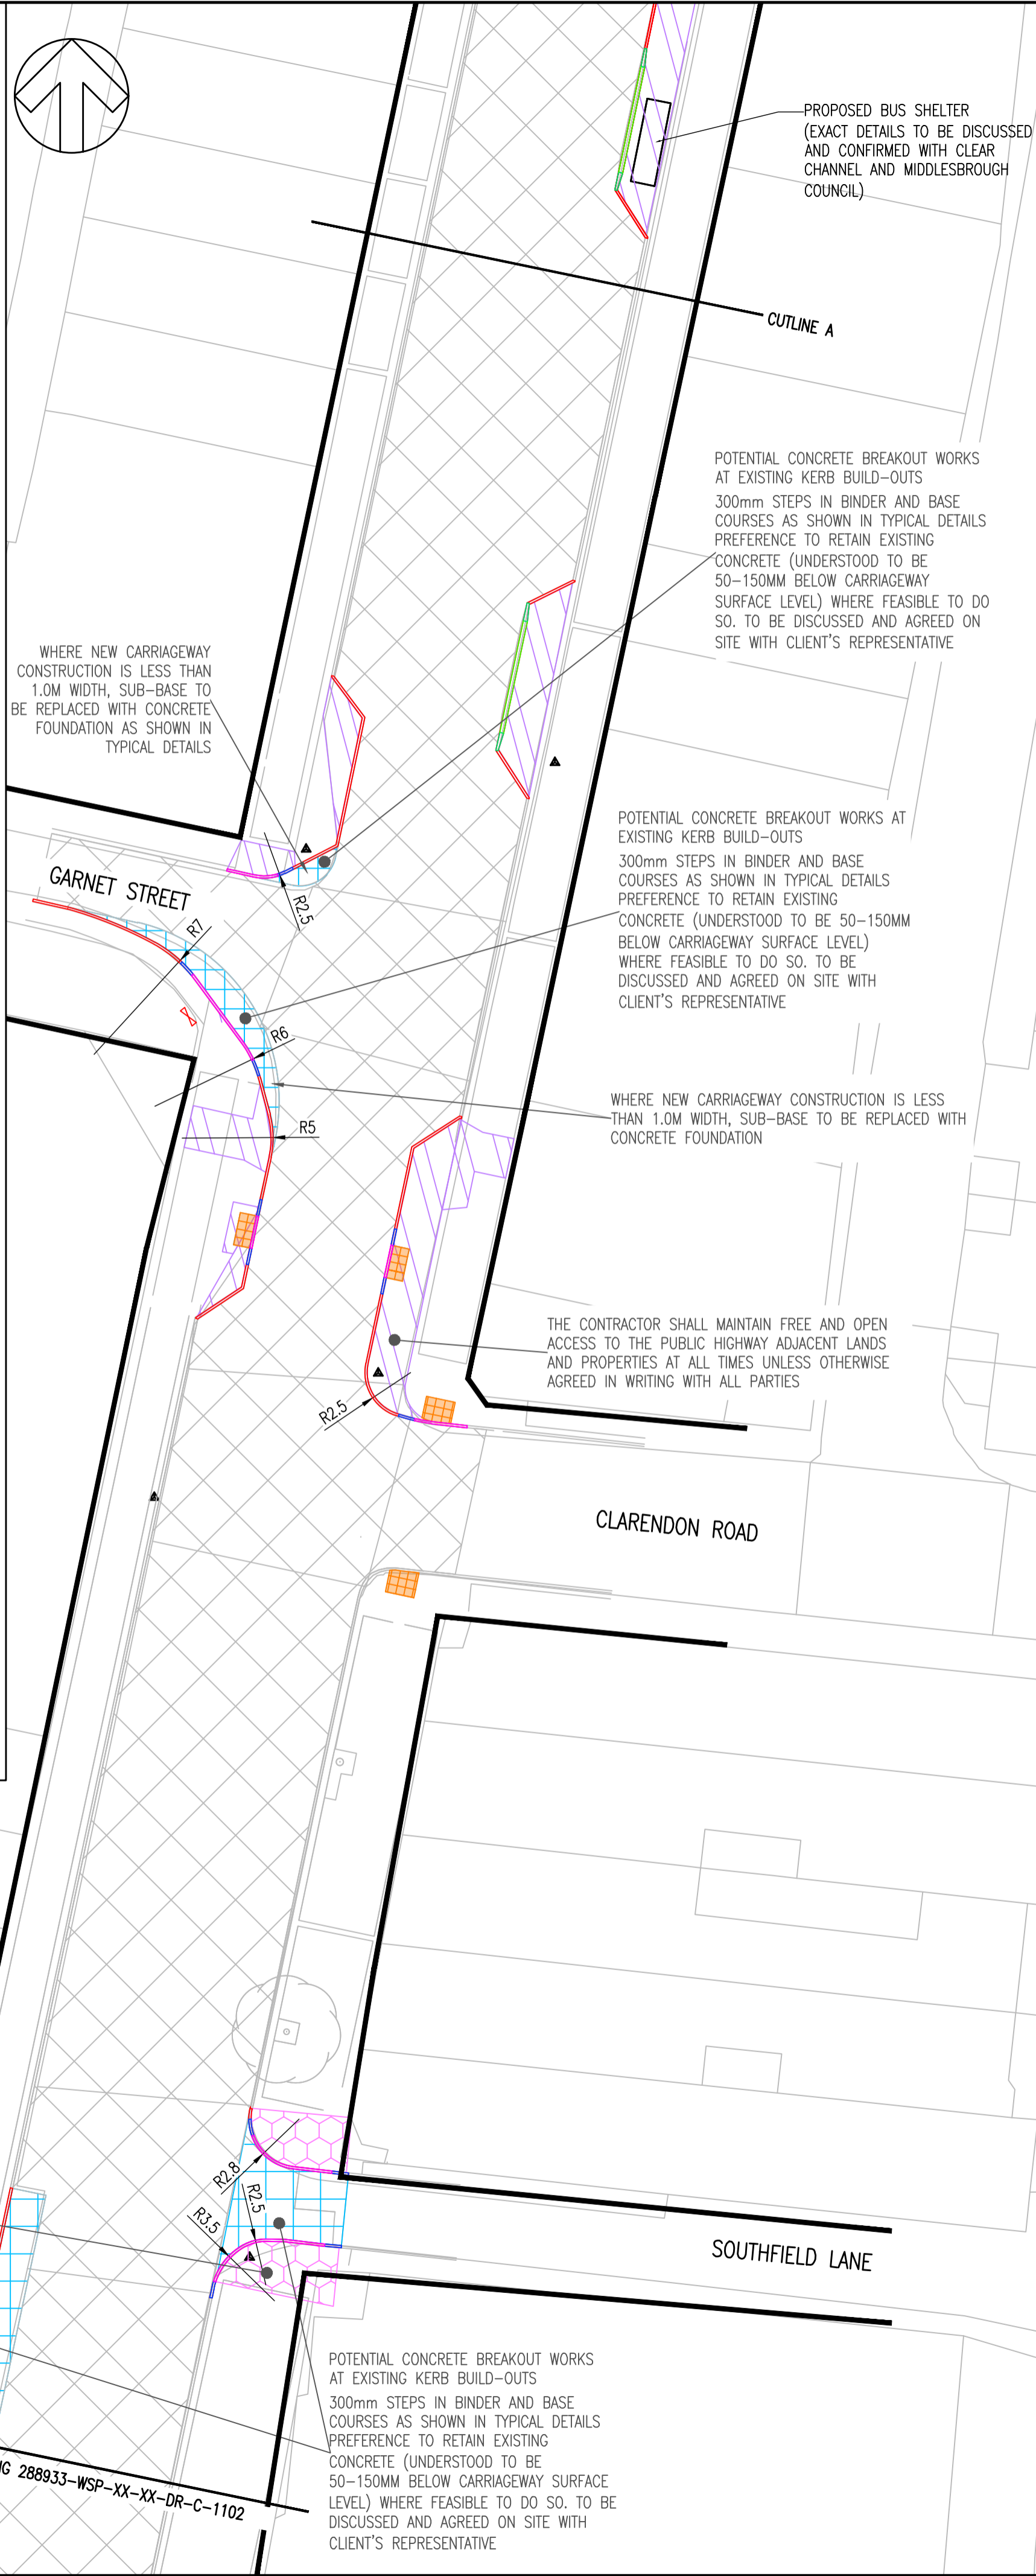 PROPOSED BUS SHELTER
(EXACT DETAILS TO BE DISCUSSED
AND CONFIRMED WITH CLEAR
CHANNEL AND MIDDLESBROUGH
COUNCIL)
CUTLINE A
POTENTIAL CONCRETE BREAKOUT WORKS
AT EXISTING KERB BUILD-OUTS
300mm STEPS IN BINDER AND BASE
COURSES AS SHOWN IN TYPICAL DETAILS
PREFERENCE TO RETAIN EXISTING
CONCRETE (UNDERSTOOD TO BE
50-150MM BELOW CARRIAGEWAY
SURFACE LEVEL) WHERE FEASIBLE TO DO
SO. TO BE DISCUSSED AND AGREED ON
SITE WITH CLIENT'S REPRESENTATIVE
WHERE NEW CARRIAGEWAY
CONSTRUCTION IS LESS THAN
1.0M WIDTH, SUB-BASE TO
BE REPLACED WITH CONCRETE
FOUNDATION AS SHOWN IN
TYPICAL DETAILS
POTENTIAL CONCRETE BREAKOUT WORKS AT
EXISTING KERB BUILD-OUTS
300mm STEPS IN BINDER AND BASE
COURSES AS SHOWN IN TYPICAL DETAILS
PREFERENCE TO RETAIN EXISTING
CONCRETE (UNDERSTOOD TO BE 50-150MM
BELOW CARRIAGEWAY SURFACE LEVEL)
WHERE FEASIBLE TO DO SO. TO BE
DISCUSSED AND AGREED ON SITE WITH
CLIENT'S REPRESENTATIVE
GARNET STREET
R2.5
R7
R6
R5
WHERE NEW CARRIAGEWAY CONSTRUCTION IS LESS
THAN 1.0M WIDTH, SUB-BASE TO BE REPLACED WITH
CONCRETE FOUNDATION
THE CONTRACTOR SHALL MAINTAIN FREE AND OPEN
ACCESS TO THE PUBLIC HIGHWAY ADJACENT LANDS
AND PROPERTIES AT ALL TIMES UNLESS OTHERWISE
AGREED IN WRITING WITH ALL PARTIES
R2.5
CLARENDON ROAD
R2.8
R2.5
R3.5
SOUTHFIELD LANE
POTENTIAL CONCRETE BREAKOUT WORKS
AT EXISTING KERB BUILD-OUTS
300mm STEPS IN BINDER AND BASE
COURSES AS SHOWN IN TYPICAL DETAILS
PREFERENCE TO RETAIN EXISTING
CONCRETE (UNDERSTOOD TO BE
50-150MM BELOW CARRIAGEWAY SURFACE
LEVEL) WHERE FEASIBLE TO DO SO. TO BE
DISCUSSED AND AGREED ON SITE WITH
CLIENT'S REPRESENTATIVE
288933-WSP-XX-XX-DR-C-1102